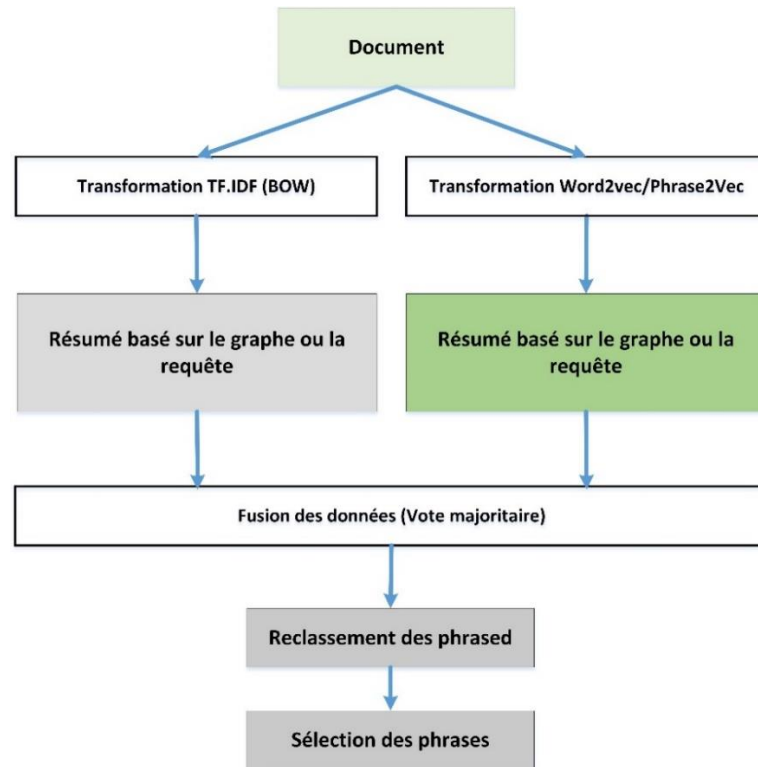 Document
Transformation TF.IDF (BOW)
Transformation Word2vec/Phrase2Vec
Résumé basé sur le graphe ou la
requête
Résumé basé sur le graphe ou la
requête
Fusion des données (Vote majoritaire)
Reclassement des phrased
Sélection des phrases